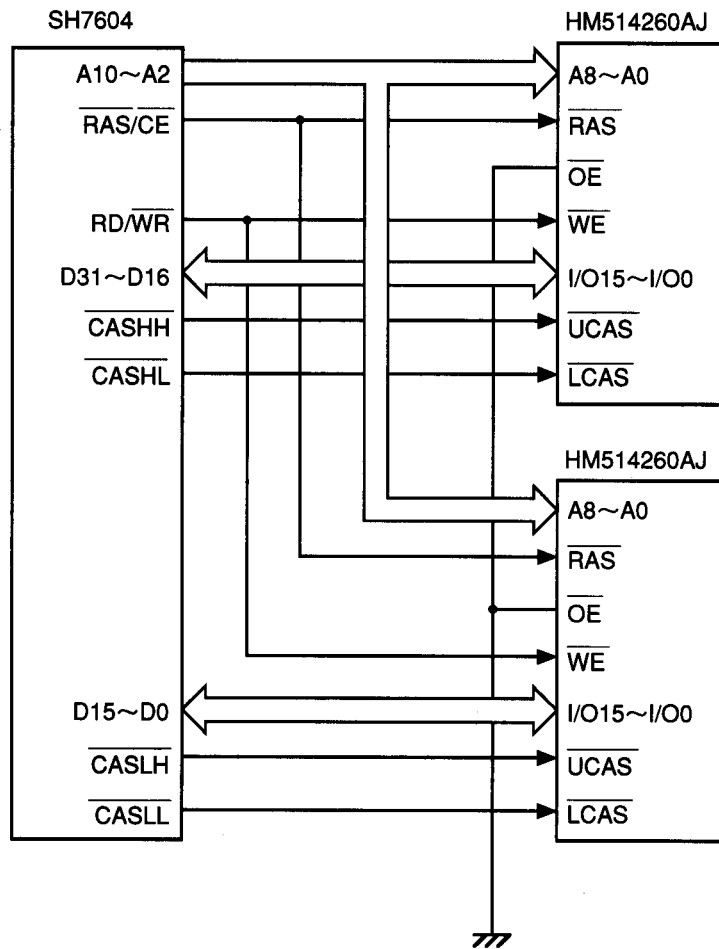 SH7604
A10~A2
RAS/CE
RD/WR
D31~D16
CASHH
CASHL
D15~D0
CASLH
CASLL
HM514260AJ
A8~A0
RAS
OE
WE
I/O15~I/O0
UCAS
LCAS
HM514260AJ
A8~A0
RAS
OE
WE
I/O15~I/O0
UCAS
LCAS